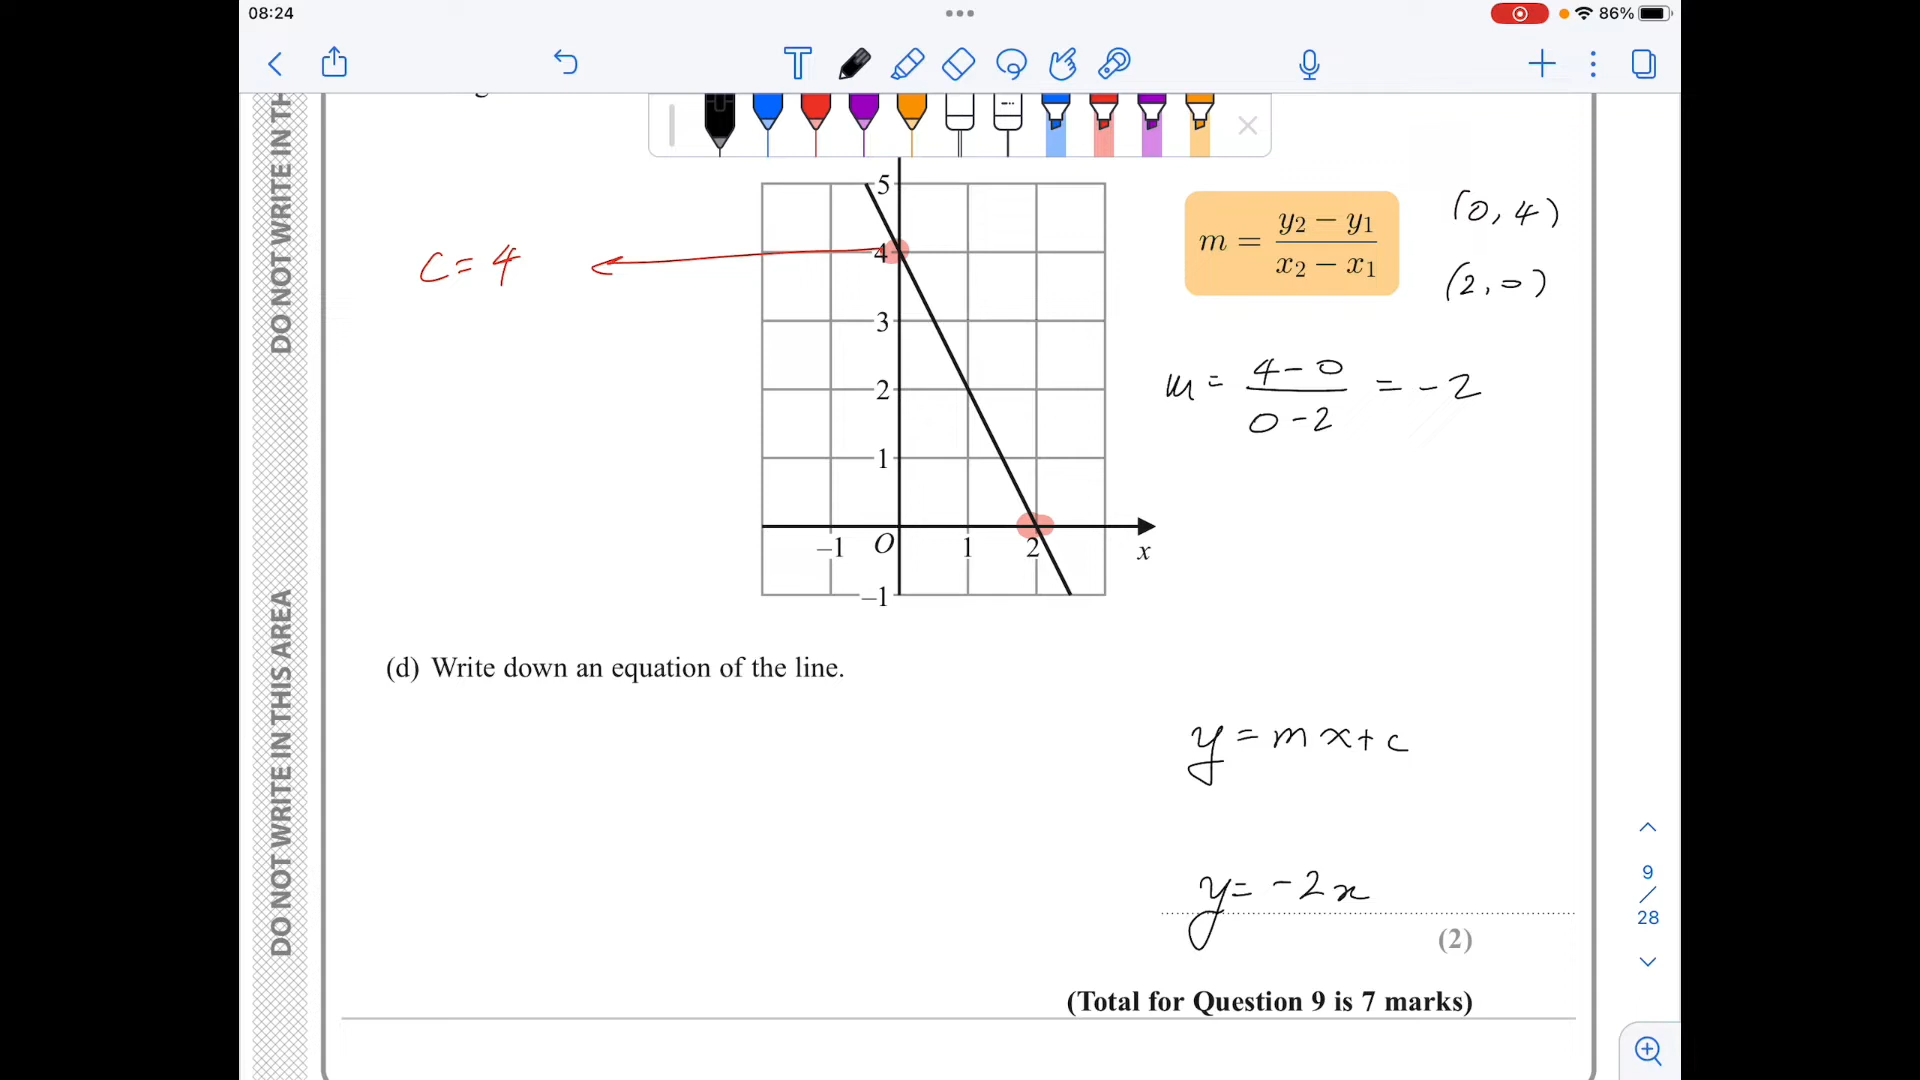 08:24
86%
DO NOT WRITE IN TH
DO NOT WRITE IN THIS AREA
5
4
3
2
1
–1
O
1
2
x
–1
c = 4
m = y₂ − y₁ / x₂ − x₁
(0, 4)
(2, 0)
m = 4 - 0 / 0 - 2 = - 2
(d) Write down an equation of the line.
y = mx + c
y = - 2x
(2)
(Total for Question 9 is 7 marks)
9
/
28